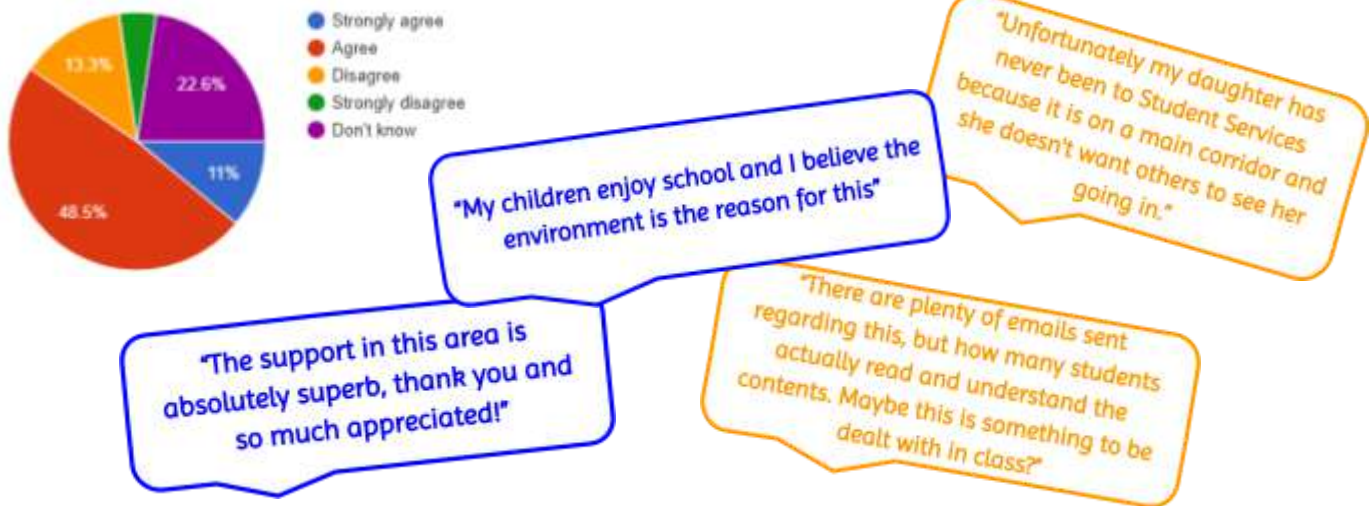 13.3%
22.6%
11%
48.5%
Strongly agree
Agree
Disagree
Strongly disagree
Don't know
"Unfortunately my daughter has
never been to Student Services
because it is on a main corridor and
she doesn't want others to see her
going in."
"My children enjoy school and I believe the
environment is the reason for this"
"There are plenty of emails sent
regarding this, but how many students
actually read and understand the
contents. Maybe this is something to be
dealt with in class?"
"The support in this area is
absolutely superb, thank you and
so much appreciated!"